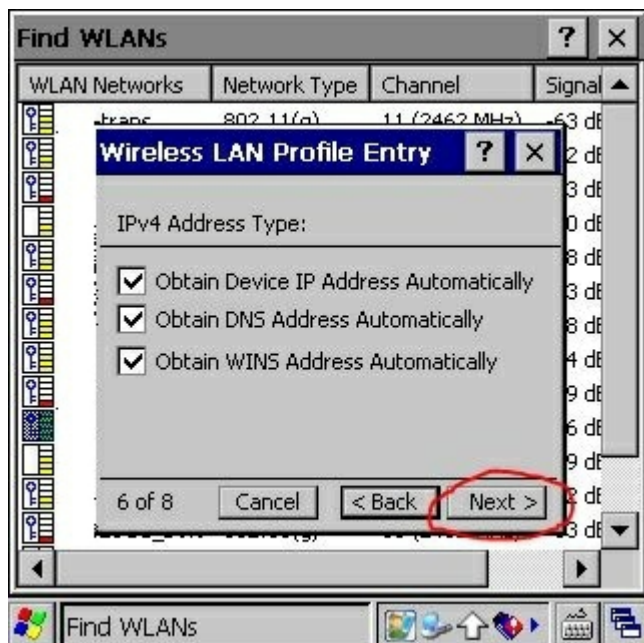 Find WLANs ? ×
WLAN Networks Network Type Channel Signal
-trans 802.11(g) 11 (2462 MHz) -63 dB
Wireless LAN Profile Entry ? ×
IPv4 Address Type:
Obtain Device IP Address Automatically
Obtain DNS Address Automatically
Obtain WINS Address Automatically
6 of 8 Cancel < Back Next >
Find WLANs